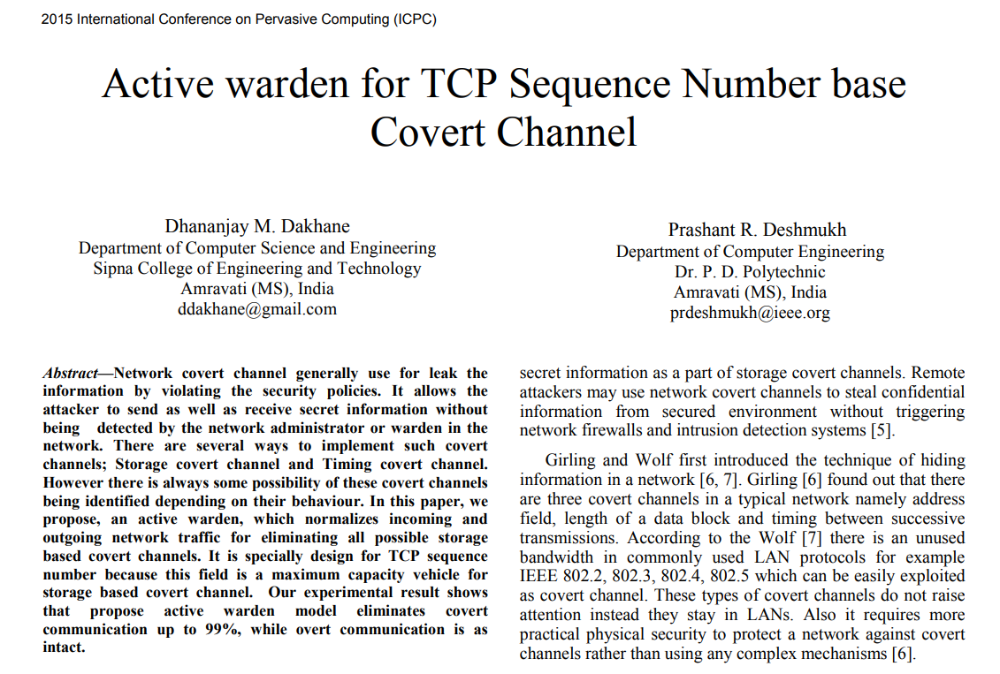 2015 International Conference on Pervasive Computing (ICPC)
Active warden for TCP Sequence Number base
Covert Channel
Dhananjay M. Dakhane
Department of Computer Science and Engineering
Sipna College of Engineering and Technology
Amravati (MS), India
ddakhane@gmail.com
Prashant R. Deshmukh
Department of Computer Engineering
Dr. P. D. Polytechnic
Amravati (MS), India
prdeshmukh@ieee.org
Abstract—Network covert channel generally use for leak the
information by violating the security policies. It allows the
attacker to send as well as receive secret information without
being detected by the network administrator or warden in the
network. There are several ways to implement such covert
channels; Storage covert channel and Timing covert channel.
However there is always some possibility of these covert channels
being identified depending on their behaviour. In this paper, we
propose, an active warden, which normalizes incoming and
outgoing network traffic for eliminating all possible storage
based covert channels. It is specially design for TCP sequence
number because this field is a maximum capacity vehicle for
storage based covert channel. Our experimental result shows
that propose active warden model eliminates covert
communication up to 99%, while overt communication is as
intact.
secret information as a part of storage covert channels. Remote
attackers may use network covert channels to steal confidential
information from secured environment without triggering
network firewalls and intrusion detection systems [5].
Girling and Wolf first introduced the technique of hiding
information in a network [6, 7]. Girling [6] found out that there
are three covert channels in a typical network namely address
field, length of a data block and timing between successive
transmissions. According to the Wolf [7] there is an unused
bandwidth in commonly used LAN protocols for example
IEEE 802.2, 802.3, 802.4, 802.5 which can be easily exploited
as covert channel. These types of covert channels do not raise
attention instead they stay in LANs. Also it requires more
practical physical security to protect a network against covert
channels rather than using any complex mechanisms [6].